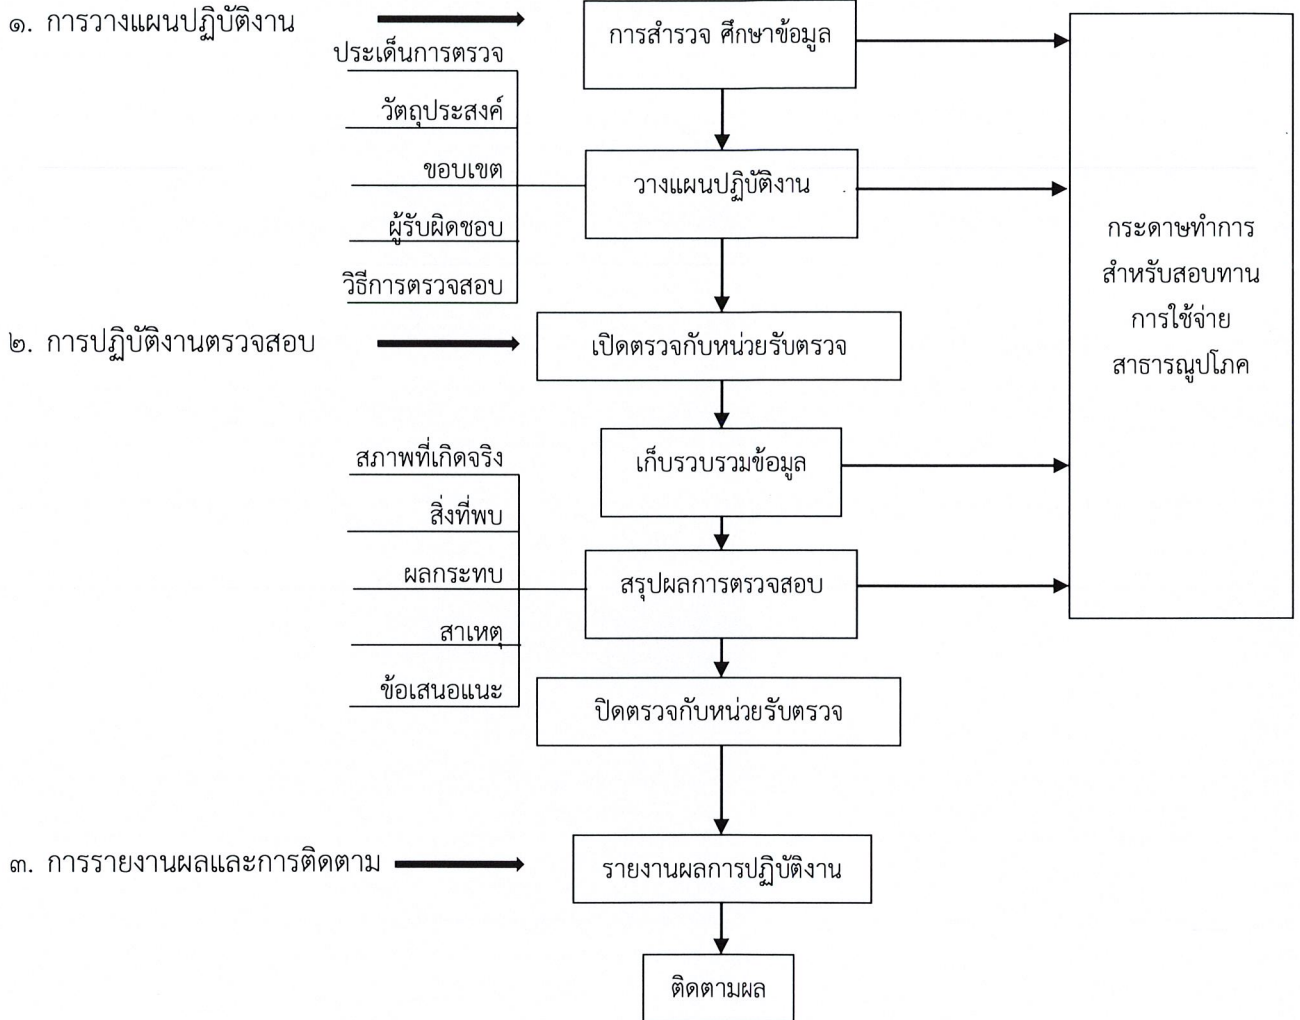 ๑. การวางแผนปฏิบัติงาน
การสำรวจ ศึกษาข้อมูล
ประเด็นการตรวจ
วัตถุประสงค์
ขอบเขต
ผู้รับผิดชอบ
วิธีการตรวจสอบ
วางแผนปฏิบัติงาน
กระดาษทำการ
สำหรับสอบทาน
การใช้จ่าย
สาธารณูปโภค
๒. การปฏิบัติงานตรวจสอบ
เปิดตรวจกับหน่วยรับตรวจ
เก็บรวบรวมข้อมูล
สภาพที่เกิดจริง
สิ่งที่พบ
ผลกระทบ
สาเหตุ
ข้อเสนอแนะ
สรุปผลการตรวจสอบ
ปิดตรวจกับหน่วยรับตรวจ
๓. การรายงานผลและการติดตาม
รายงานผลการปฏิบัติงาน
ติดตามผล